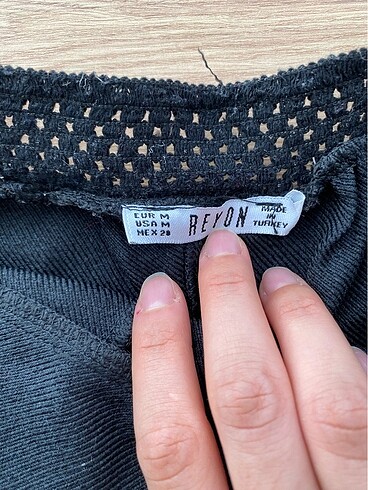 EUR M
USA M
MEX 28
REYON
MADE
IN
TURKEY